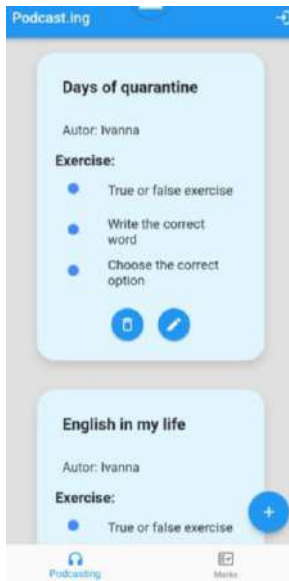 Podcast.ing
Days of quarantine
Autor: Ivanna
Exercise:
True or false exercise
Write the correct
word
Choose the correct
option
English in my life
Autor: Ivanna
Exercise:
True or false exercise
Podcasting
Marks